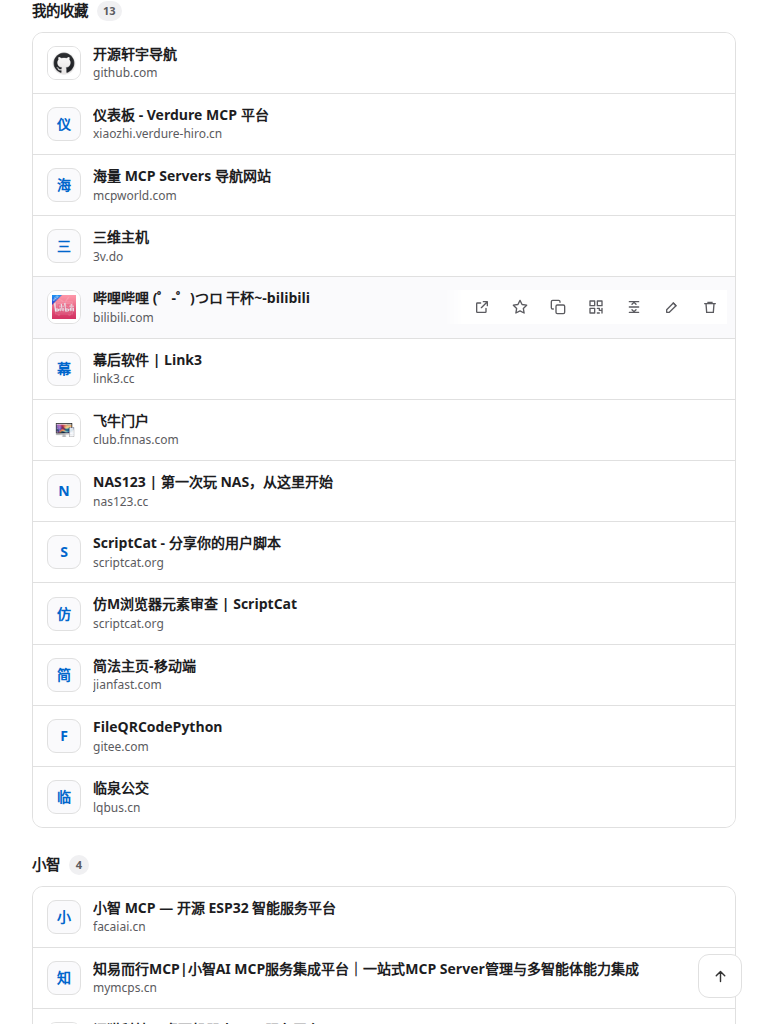 我的收藏 13
开源轩宇导航
github.com
仪
仪表板 - Verdure MCP 平台
xiaozhi.verdure-hiro.cn
海
海量 MCP Servers 导航网站
mcpworld.com
三
三维主机
3v.do
哔哩哔哩 (゜-゜)つロ 干杯~-bilibili
bilibili.com
幕
幕后软件 | Link3
link3.cc
飞牛门户
club.fnnas.com
N
NAS123 | 第一次玩 NAS，从这里开始
nas123.cc
S
ScriptCat - 分享你的用户脚本
scriptcat.org
仿
仿M浏览器元素审查 | ScriptCat
scriptcat.org
简
简法主页-移动端
jianfast.com
F
FileQRCodePython
gitee.com
临
临泉公交
lqbus.cn
小智 4
小
小智 MCP — 开源 ESP32 智能服务平台
facaiai.cn
知
知易而行MCP|小智AI MCP服务集成平台｜一站式MCP Server管理与多智能体能力集成
mymcps.cn